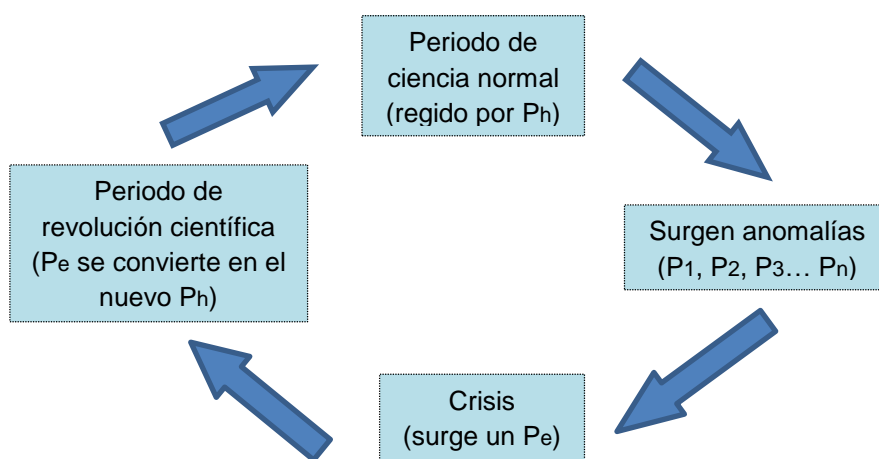 Periodo de
ciencia normal
(regido por Ph)
Surgen anomalías
(P1, P2, P3… Pn)
Crisis
(surge un Pe)
Periodo de
revolución científica
(Pe se convierte en el
nuevo Ph)